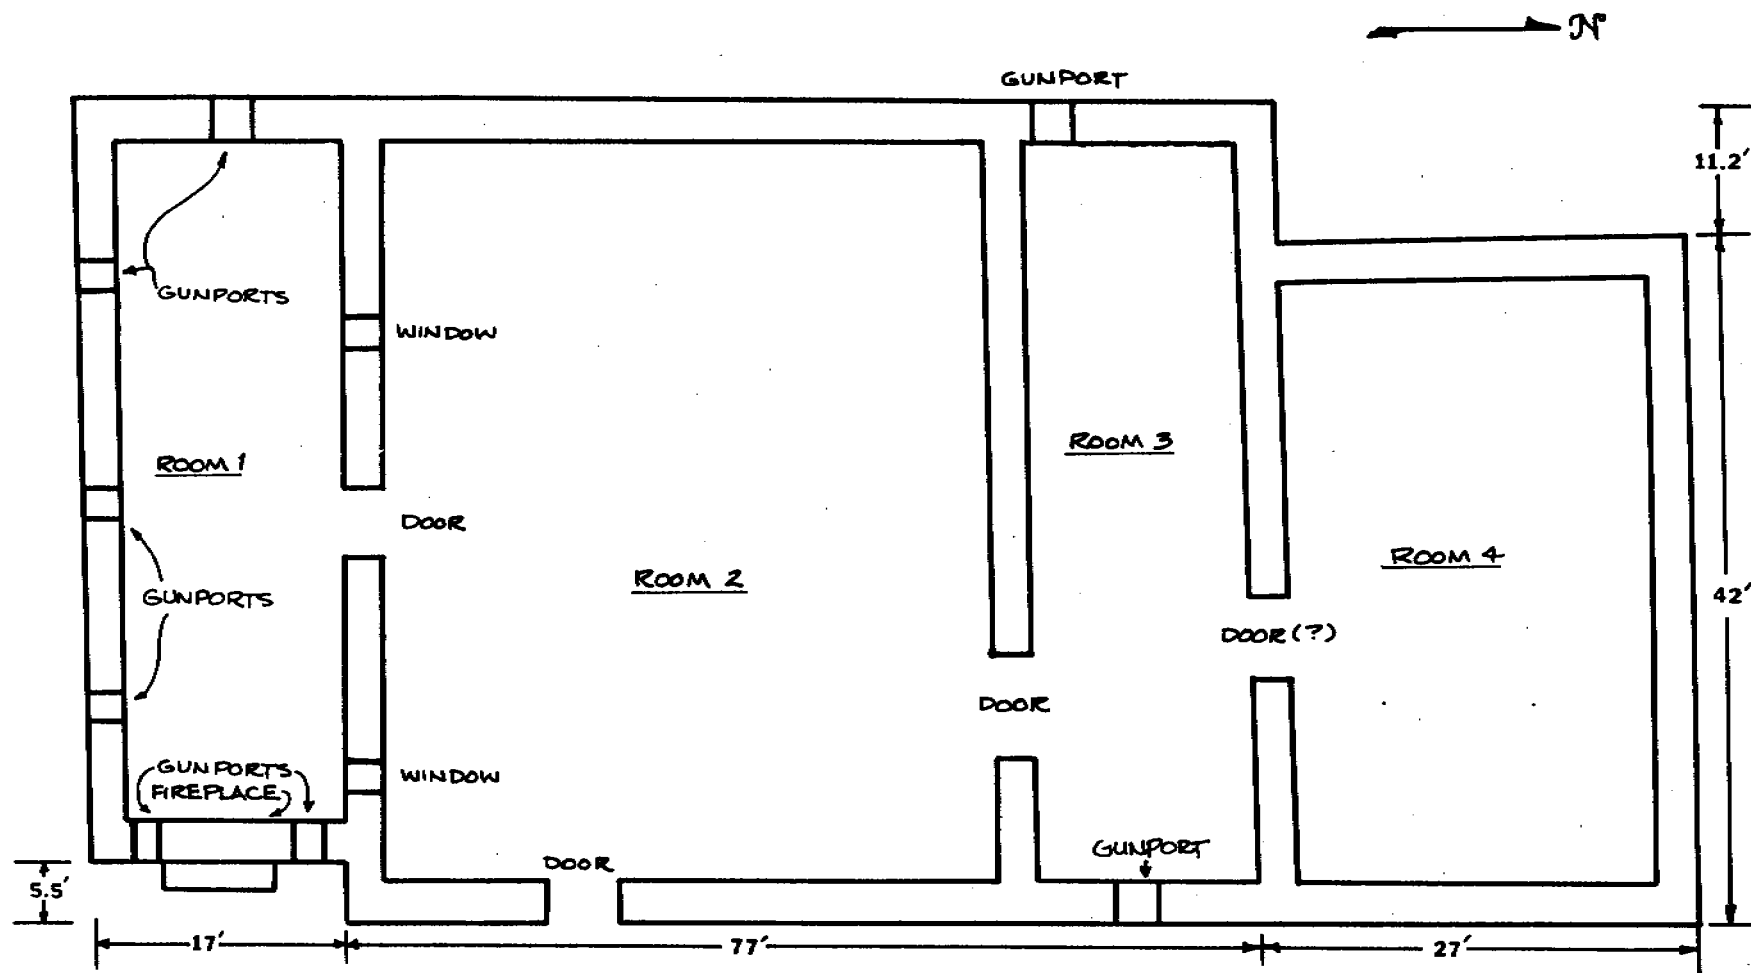 N
GUNPORT
11.2'
GUNPORTS
WINDOW
ROOM 3
ROOM 1
DOOR
ROOM 4
ROOM 2
GUNPORTS
42'
DOOR(?)
DOOR
GUNPORTS
FIREPLACE
WINDOW
GUNPORT
DOOR
5.5'
17'
77'
27'